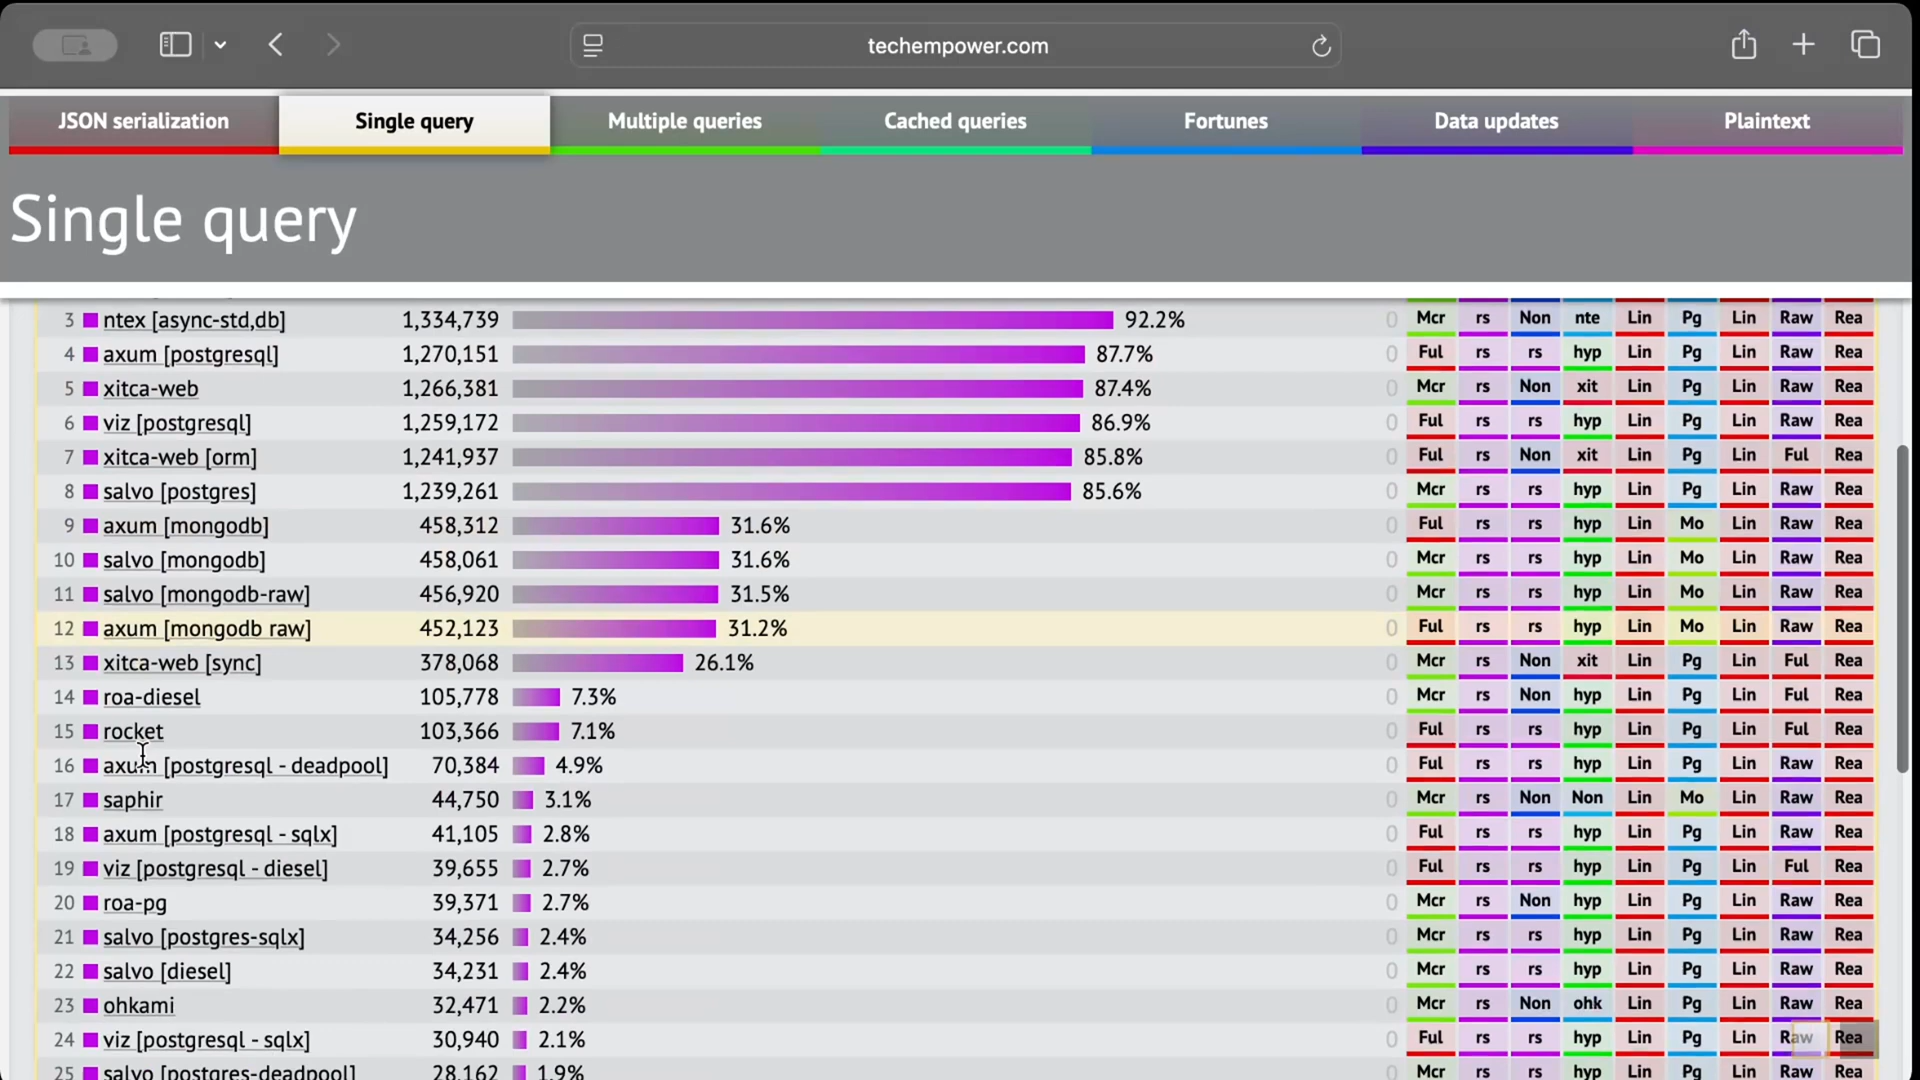 techempower.com
JSON serialization Single query Multiple queries Cached queries Fortunes Data updates Plaintext
Single query
3 ntex [async-std,db] 1,334,739 92.2% 0 Mcr rs Non nte Lin Pg Lin Raw Rea
4 axum [postgresql] 1,270,151 87.7% 0 Ful rs rs hyp Lin Pg Lin Raw Rea
5 xitca-web 1,266,381 87.4% 0 Mcr rs Non xit Lin Pg Lin Raw Rea
6 viz [postgresql] 1,259,172 86.9% 0 Ful rs rs hyp Lin Pg Lin Raw Rea
7 xitca-web [orm] 1,241,937 85.8% 0 Ful rs Non xit Lin Pg Lin Ful Rea
8 salvo [postgres] 1,239,261 85.6% 0 Mcr rs rs hyp Lin Pg Lin Raw Rea
9 axum [mongodb] 458,312 31.6% 0 Ful rs rs hyp Lin Mo Lin Raw Rea
10 salvo [mongodb] 458,061 31.6% 0 Mcr rs rs hyp Lin Mo Lin Raw Rea
11 salvo [mongodb-raw] 456,920 31.5% 0 Mcr rs rs hyp Lin Mo Lin Raw Rea
12 axum [mongodb raw] 452,123 31.2% 0 Ful rs rs hyp Lin Mo Lin Raw Rea
13 xitca-web [sync] 378,068 26.1% 0 Mcr rs Non xit Lin Pg Lin Ful Rea
14 roa-diesel 105,778 7.3% 0 Mcr rs Non hyp Lin Pg Lin Ful Rea
15 rocket 103,366 7.1% 0 Ful rs rs hyp Lin Pg Lin Ful Rea
16 axum [postgresql - deadpool] 70,384 4.9% 0 Ful rs rs hyp Lin Pg Lin Raw Rea
17 saphir 44,750 3.1% 0 Mcr rs Non Non Lin Mo Lin Raw Rea
18 axum [postgresql - sqlx] 41,105 2.8% 0 Ful rs rs hyp Lin Pg Lin Raw Rea
19 viz [postgresql - diesel] 39,655 2.7% 0 Ful rs rs hyp Lin Pg Lin Ful Rea
20 roa-pg 39,371 2.7% 0 Mcr rs Non hyp Lin Pg Lin Raw Rea
21 salvo [postgres-sqlx] 34,256 2.4% 0 Mcr rs rs hyp Lin Pg Lin Raw Rea
22 salvo [diesel] 34,231 2.4% 0 Mcr rs rs hyp Lin Pg Lin Raw Rea
23 ohkami 32,471 2.2% 0 Mcr rs Non ohk Lin Pg Lin Raw Rea
24 viz [postgresql - sqlx] 30,940 2.1% 0 Ful rs rs hyp Lin Pg Lin Raw Rea
25 salvo [postgres-deadpool] 28,162 1.9% 0 Mcr rs rs hyp Lin Pg Lin Raw Rea